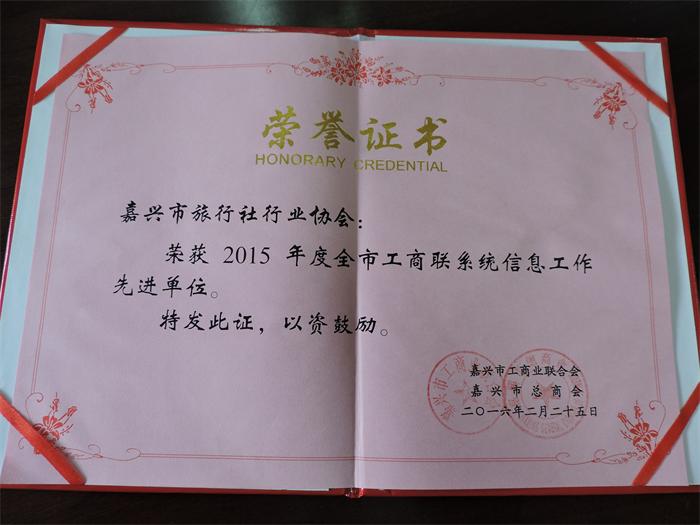 荣誉证书
HONORARY CREDENTIAL
嘉兴市旅行社行业协会：
荣获 2015 年度全市工商联系统信息工作
先进单位。
特发此证，以资鼓励。
嘉兴市工商业联合会
嘉兴市总商会
二〇一六年二月二十五日